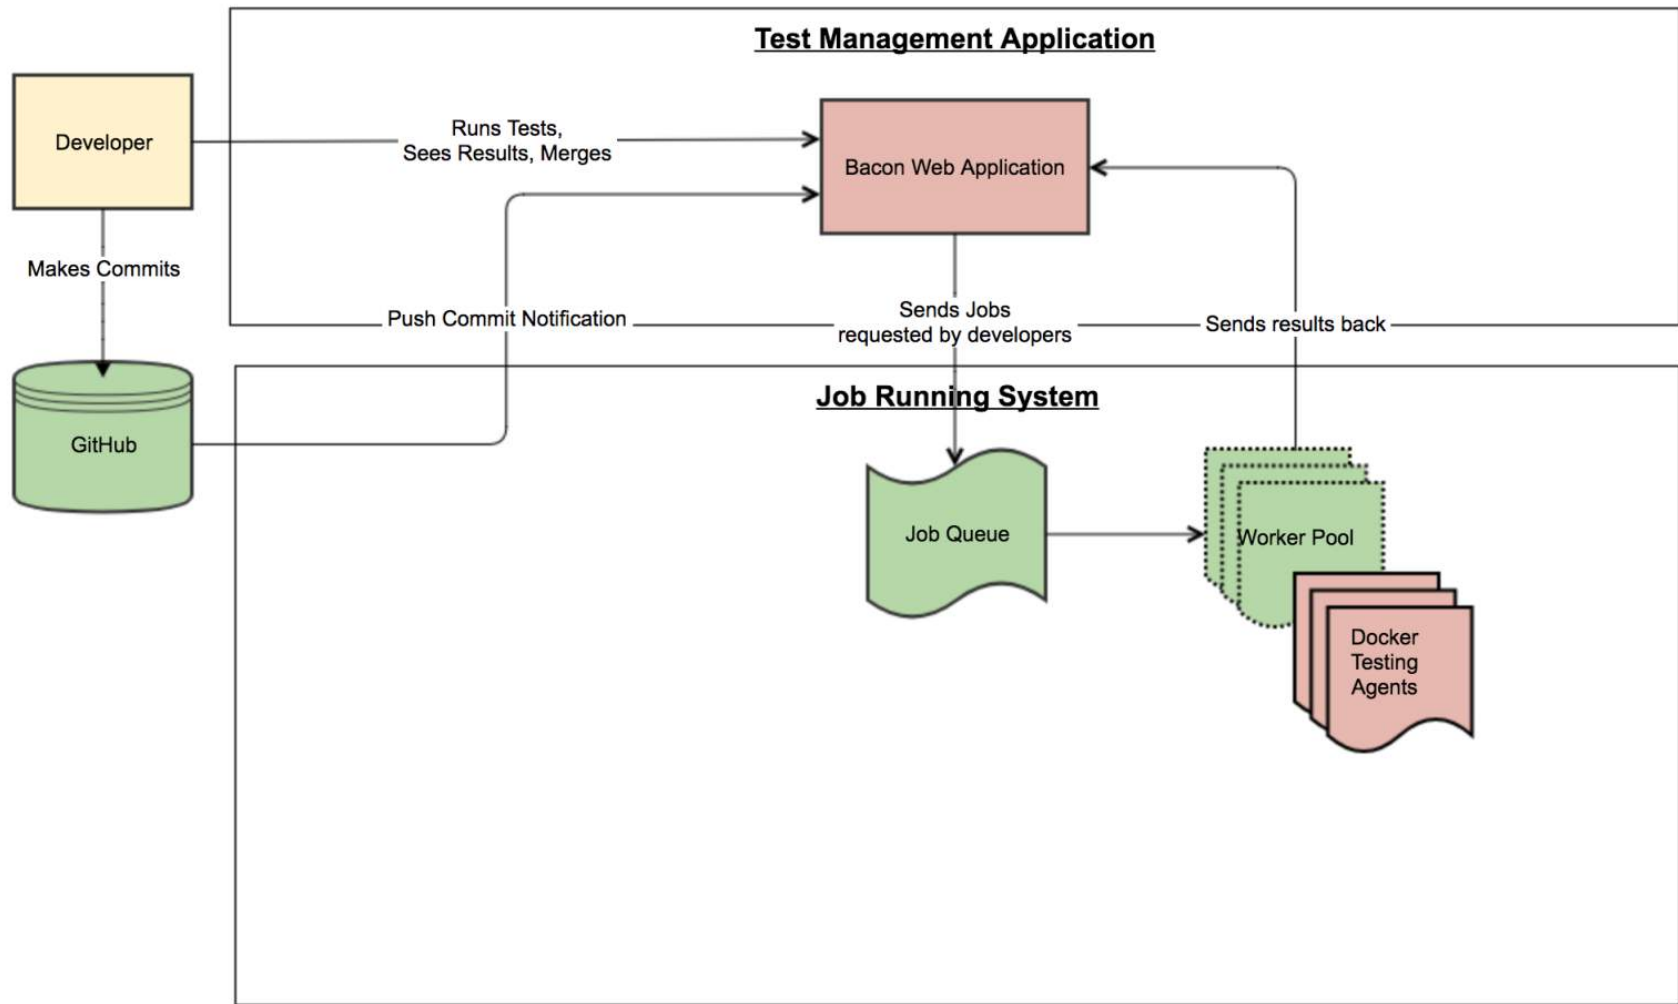 Test Management Application
Developer
Runs Tests,
Sees Results, Merges
Bacon Web Application
Makes Commits
Push Commit Notification
Sends Jobs
requested by developers
Sends results back
Job Running System
GitHub
Job Queue
Worker Pool
Docker
Testing
Agents